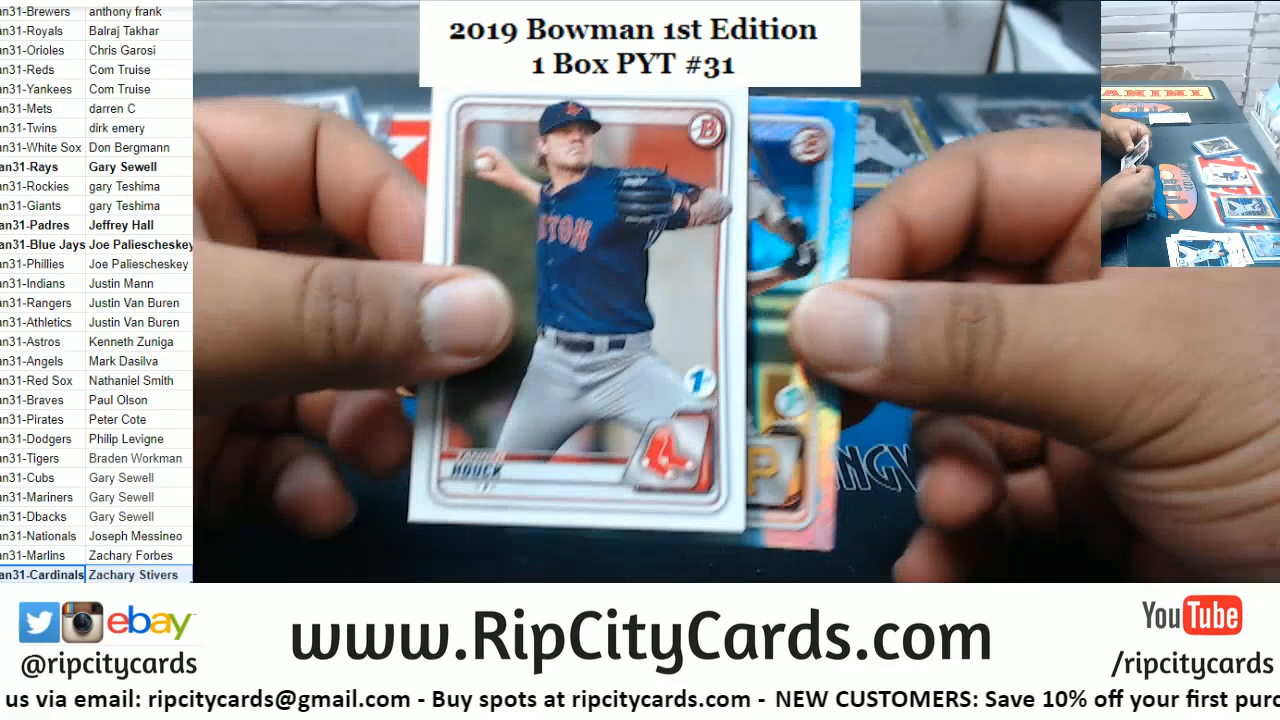 2019 Bowman 1st Edition
1 Box PYT #31
an31-Brewers anthony frank
an31-Royals Balraj Takhar
an31-Orioles Chris Garosi
an31-Reds Com Truise
an31-Yankees Com Truise
an31-Mets darren C
an31-Twins dirk emery
an31-White Sox Don Bergmann
an31-Rays Gary Sewell
an31-Rockies gary Teshima
an31-Giants gary Teshima
an31-Padres Jeffrey Hall
an31-Blue Jays Joe Paliescheskey
an31-Phillies Joe Paliescheskey
an31-Indians Justin Mann
an31-Rangers Justin Van Buren
an31-Athletics Justin Van Buren
an31-Astros Kenneth Zuniga
an31-Angels Mark Dasilva
an31-Red Sox Nathaniel Smith
an31-Braves Paul Olson
an31-Pirates Peter Cote
an31-Dodgers Philip Levigne
an31-Tigers Braden Workman
an31-Cubs Gary Sewell
an31-Mariners Gary Sewell
an31-Dbacks Gary Sewell
an31-Nationals Joseph Messineo
an31-Marlins Zachary Forbes
an31-Cardinals Zachary Stivers
B
B
STON
1st
TANNER
HOUCK
P
PANINI
ebay
@ripcitycards
www.RipCityCards.com
YouTube
/ripcitycards
us via email: ripcitycards@gmail.com - Buy spots at ripcitycards.com - NEW CUSTOMERS: Save 10% off your first purc